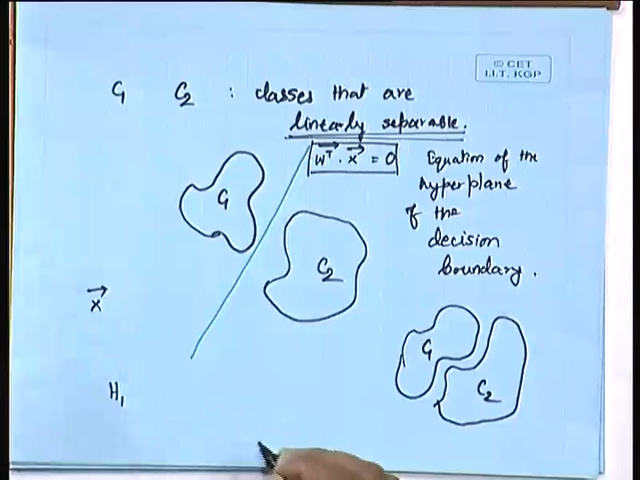 © CET
I.I.T. KGP
C₁ C₂ : classes that are
linearly separable.
w^T . x = 0
Equation of the
hyperplane
of the
decision
boundary.
C₁
C₂
x
H₁
C₁
C₂